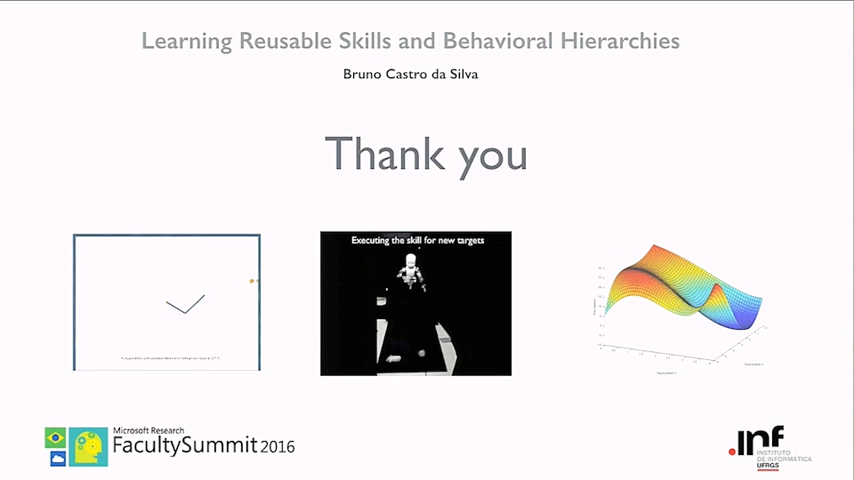 Learning Reusable Skills and Behavioral Hierarchies
Bruno Castro da Silva
Thank you
Executing the skill for new targets
Microsoft Research
FacultySummit 2016
.inf
INSTITUTO
DE INFORMÁTICA
UFRGS